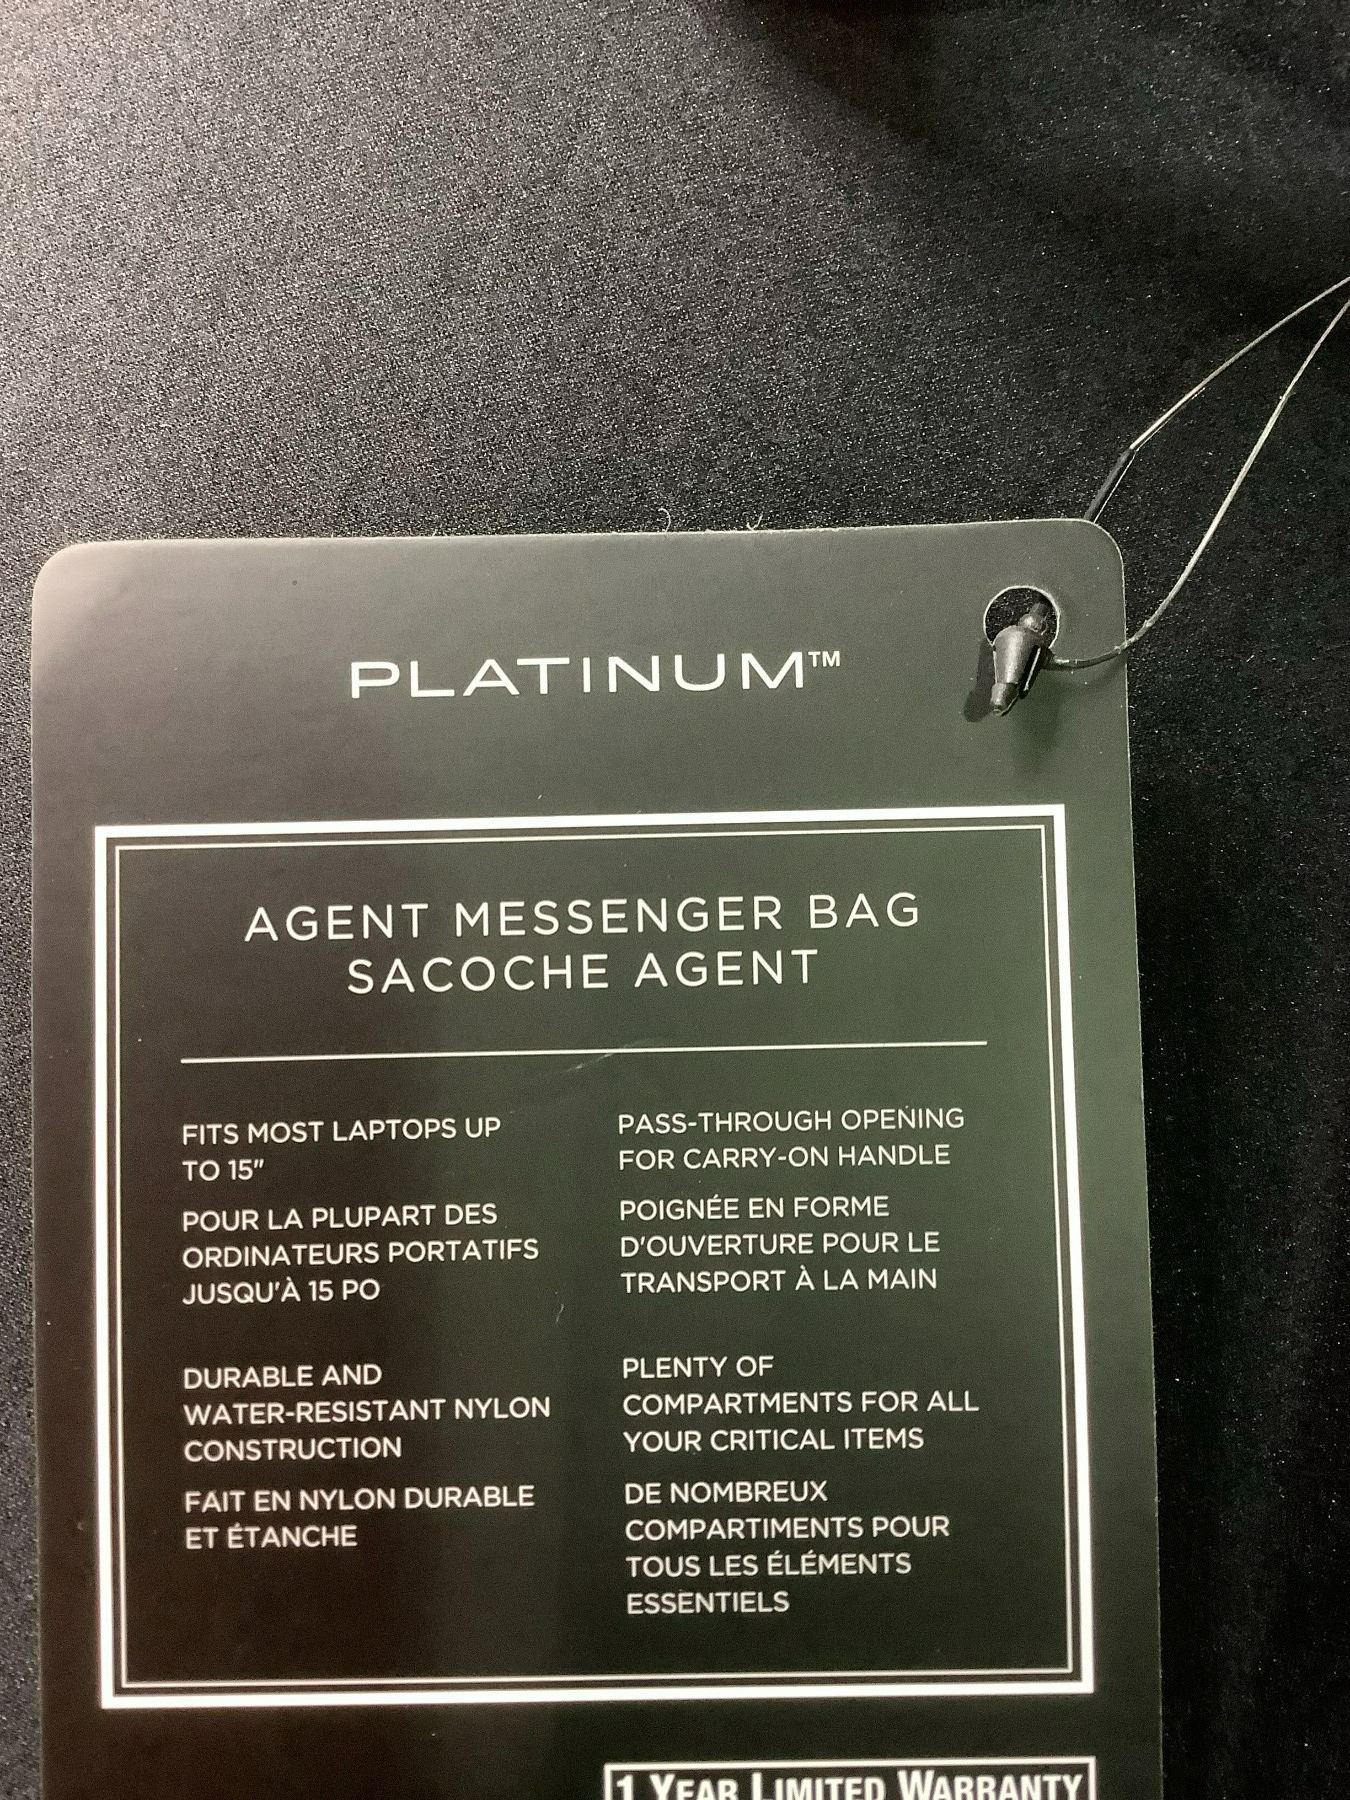 PLATINUM™
AGENT MESSENGER BAG
SACOCHE AGENT
FITS MOST LAPTOPS UP
TO 15"
POUR LA PLUPART DES
ORDINATEURS PORTATIFS
JUSQU'À 15 PO
DURABLE AND
WATER-RESISTANT NYLON
CONSTRUCTION
FAIT EN NYLON DURABLE
ET ÉTANCHE
PASS-THROUGH OPENING
FOR CARRY-ON HANDLE
POIGNÉE EN FORME
D'OUVERTURE POUR LE
TRANSPORT À LA MAIN
PLENTY OF
COMPARTMENTS FOR ALL
YOUR CRITICAL ITEMS
DE NOMBREUX
COMPARTIMENTS POUR
TOUS LES ÉLÉMENTS
ESSENTIELS
1 YEAR LIMITED WARRANTY